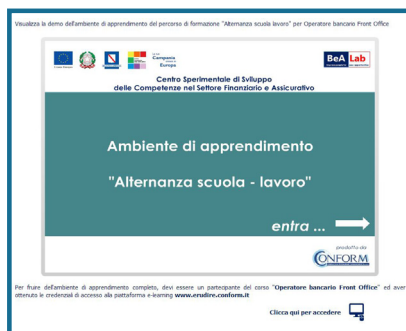 Visualizza la demo dell'ambiente di apprendimento del percorso di formazione "Alternanza scuola lavoro" per Operatore bancario Front Office
La tua
Campania
cresce in
Europa
BeA Lab
Centro Sperimentale di Sviluppo
delle Competenze nel Settore Finanziario e Assicurativo
Ambiente di apprendimento
"Alternanza scuola - lavoro"
entra ...
prodotto da
CONFORM
Per fruire dell'ambiente di apprendimento completo, devi essere un partecipante del corso "Operatore bancario Front Office" ed aver
ottenuto le credenziali di accesso alla piattaforma e-learning www.erudire.conform.it
Clicca qui per accedere